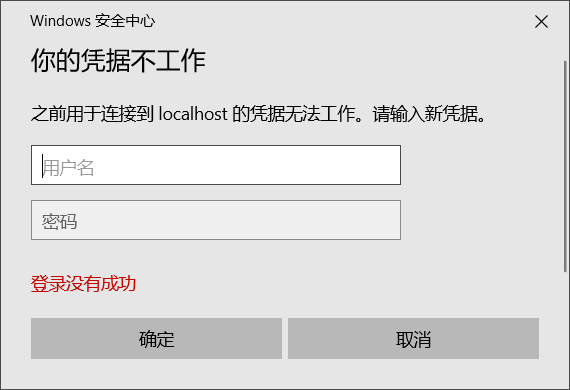 Windows 安全中心
你的凭据不工作
之前用于连接到 localhost 的凭据无法工作。请输入新凭据。
用户名
密码
登录没有成功
确定
取消